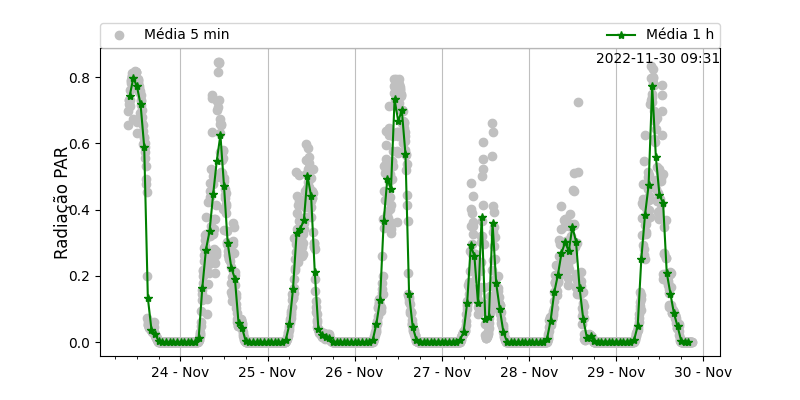 Média 5 min
Média 1 h
2022-11-30 09:31
Radiação PAR
0.8
0.6
0.4
0.2
0.0
24 - Nov
25 - Nov
26 - Nov
27 - Nov
28 - Nov
29 - Nov
30 - Nov